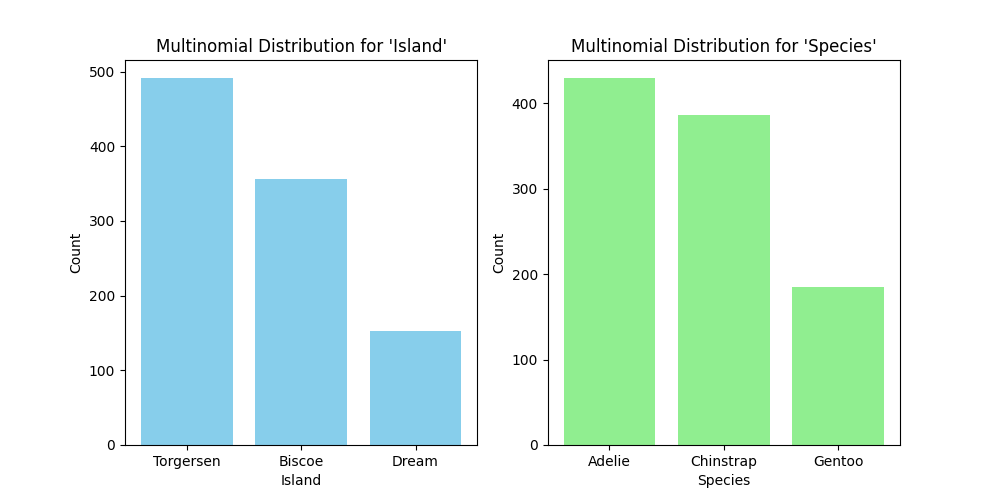 Multinomial Distribution for 'Island'
Count
500
400
300
200
100
0
Torgersen Biscoe Dream
Island
Multinomial Distribution for 'Species'
Count
400
300
200
100
0
Adelie Chinstrap Gentoo
Species